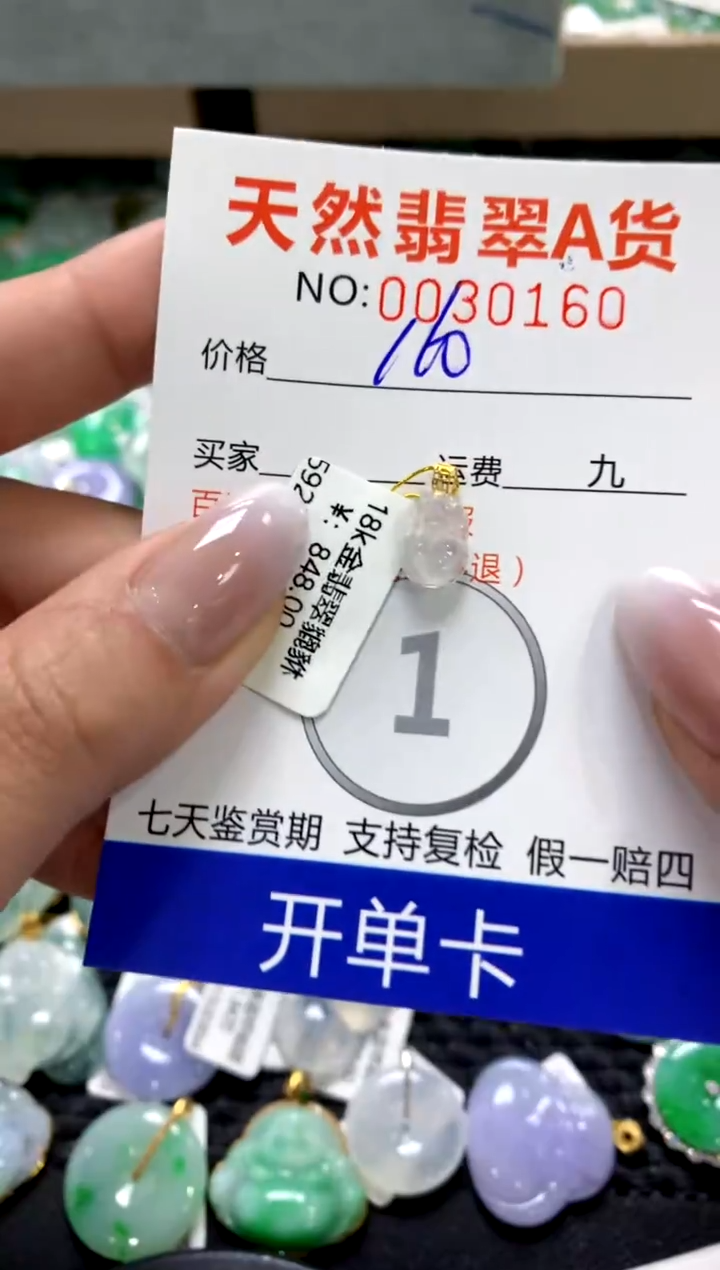 天然翡翠A货
NO:0030160
价格 160
买家 运费 九
百
退）
592
¥: 848.00
18k金翡翠貔貅
1
七天鉴赏期 支持复检 假一赔四
开单卡